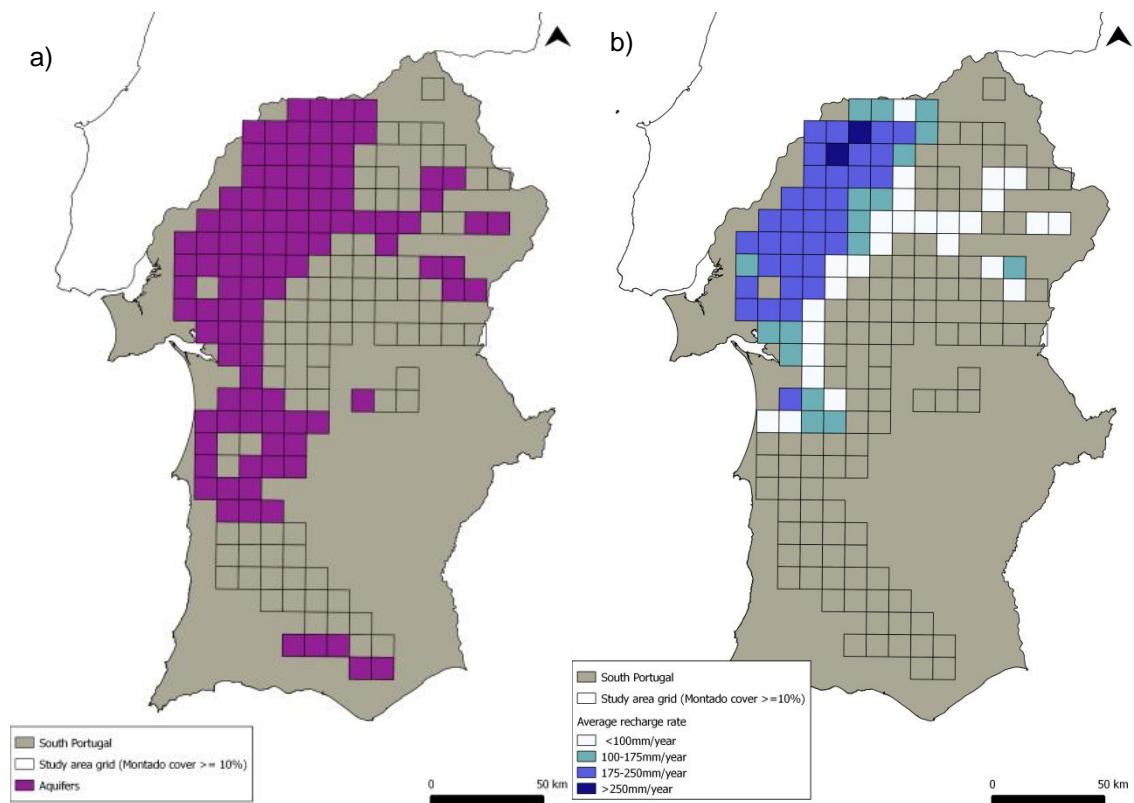 a)
South Portugal
Study area grid (Montado cover >= 10%)
Aquifers
0 50 km
b)
South Portugal
Study area grid (Montado cover >=10%)
Average recharge rate
<100mm/year
100-175mm/year
175-250mm/year
>250mm/year
0 50 km